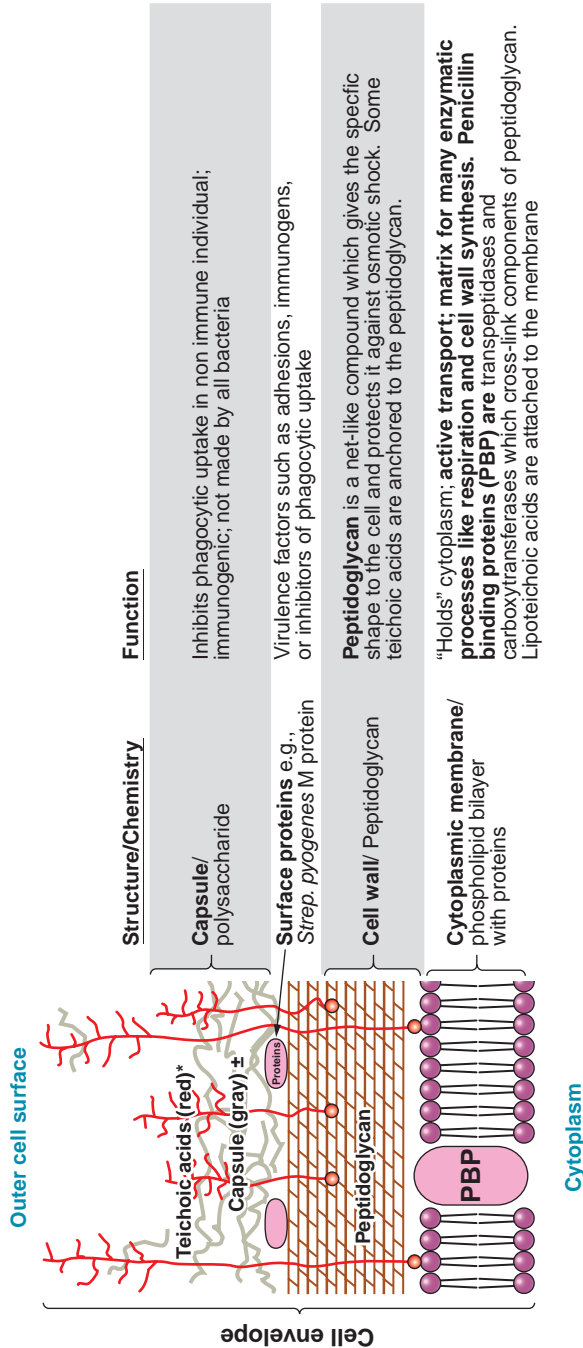 Outer cell surface
Structure/Chemistry
Function
Cell envelope
Teichoic acids (red)*
Capsule (gray) ±
Proteins
Peptidoglycan
PBP
Capsule/
polysaccharide
Inhibits phagocytic uptake in non immune individual;
immunogenic; not made by all bacteria
Surface proteins e.g.,
Strep. pyogenes M protein
Virulence factors such as adhesions, immunogens,
or inhibitors of phagocytic uptake
Cell wall/ Peptidoglycan
Peptidoglycan is a net-like compound which gives the specfic
shape to the cell and protects it against osmotic shock. Some
teichoic acids are anchored to the peptidoglycan.
Cytoplasmic membrane/
phospholipid bilayer
with proteins
“Holds” cytoplasm; active transport; matrix for many enzymatic
processes like respiration and cell wall synthesis. Penicillin
binding proteins (PBP) are transpeptidases and
carboxytransferases which cross-link components of peptidoglycan.
Lipoteichoic acids are attached to the membrane
Cytoplasm